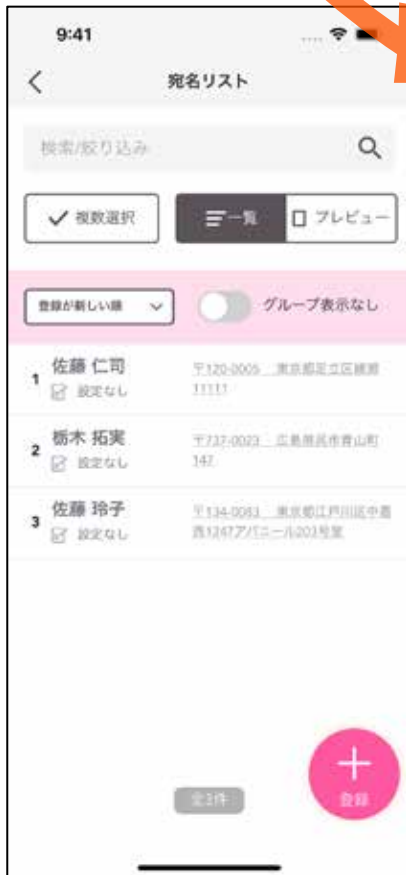 9:41
宛名リスト
検索/絞り込み
複数選択
一覧
プレビュー
登録が新しい順
グループ表示なし
1 佐藤 仁司
設定なし
〒120-0005 東京都足立区綾瀬
11111
2 栃木 拓実
設定なし
〒737-0023 広島県呉市青山町
147
3 佐藤 玲子
設定なし
〒134-0083 東京都江戸川区中葛
西1247アバニール203号室
全3件
登録